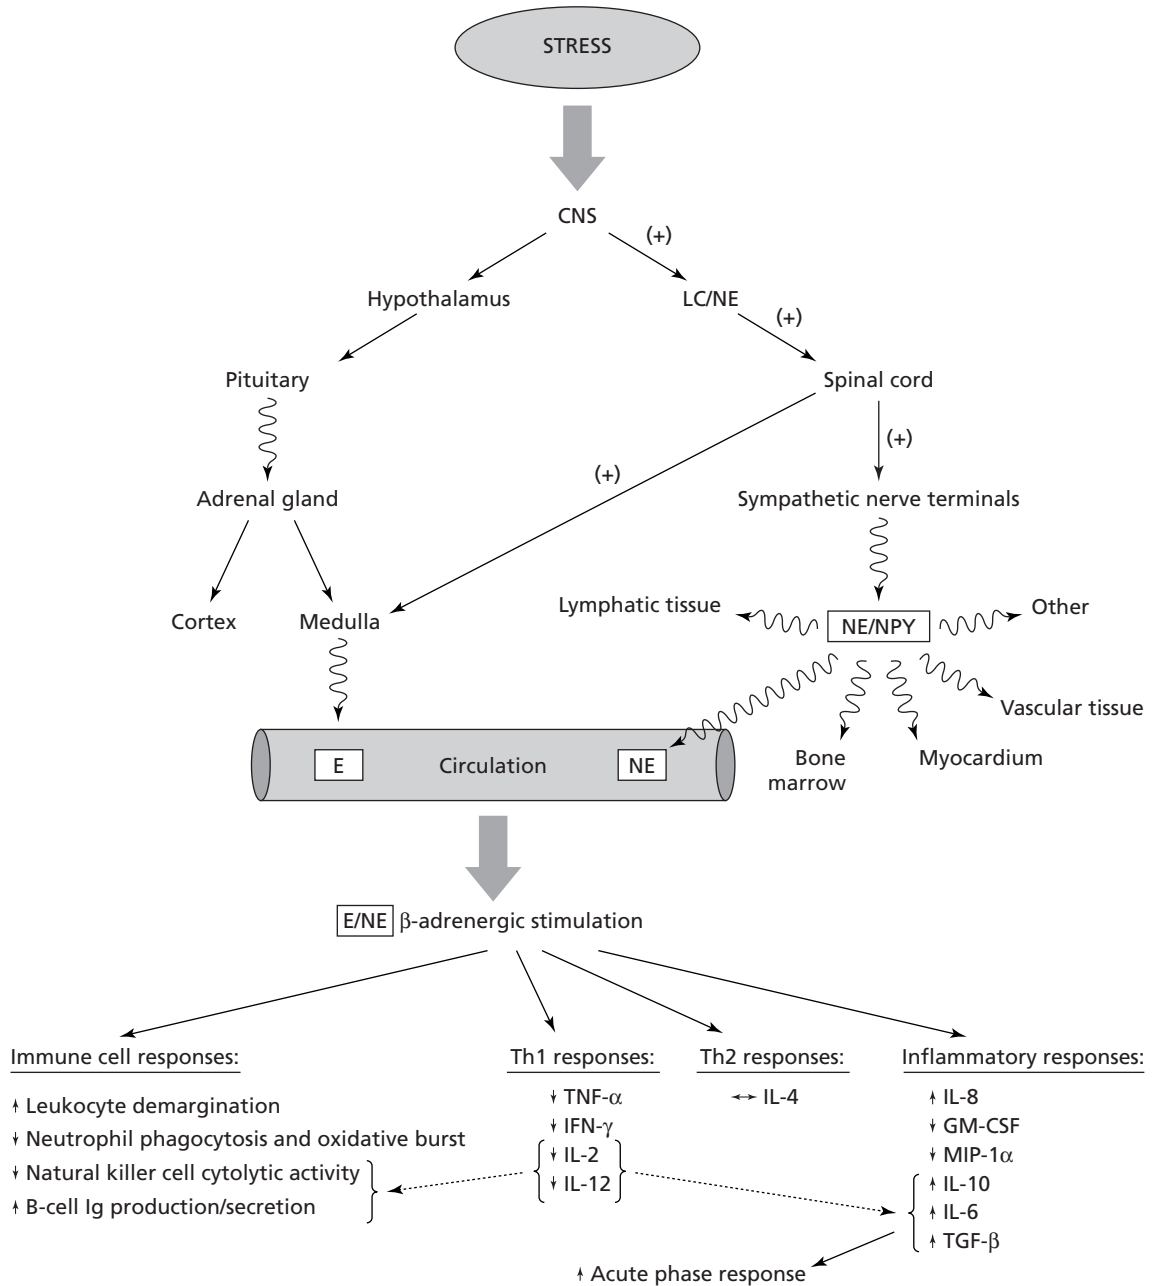 STRESS
CNS
(+)
Hypothalamus
LC/NE
(+)
Pituitary
Spinal cord
(+)
(+)
Adrenal gland
Sympathetic nerve terminals
Cortex
Medulla
Lymphatic tissue
NE/NPY
Other
Vascular tissue
Bone
marrow
Myocardium
E
Circulation
NE
E/NE β-adrenergic stimulation
Immune cell responses:
↑ Leukocyte demargination
↓ Neutrophil phagocytosis and oxidative burst
↓ Natural killer cell cytolytic activity
↑ B-cell Ig production/secretion
Th1 responses:
↓ TNF-α
↓ IFN-γ
↓ IL-2
↓ IL-12
Th2 responses:
↔ IL-4
Inflammatory responses:
↑ IL-8
↓ GM-CSF
↓ MIP-1α
↑ IL-10
↑ IL-6
↑ TGF-β
↑ Acute phase response